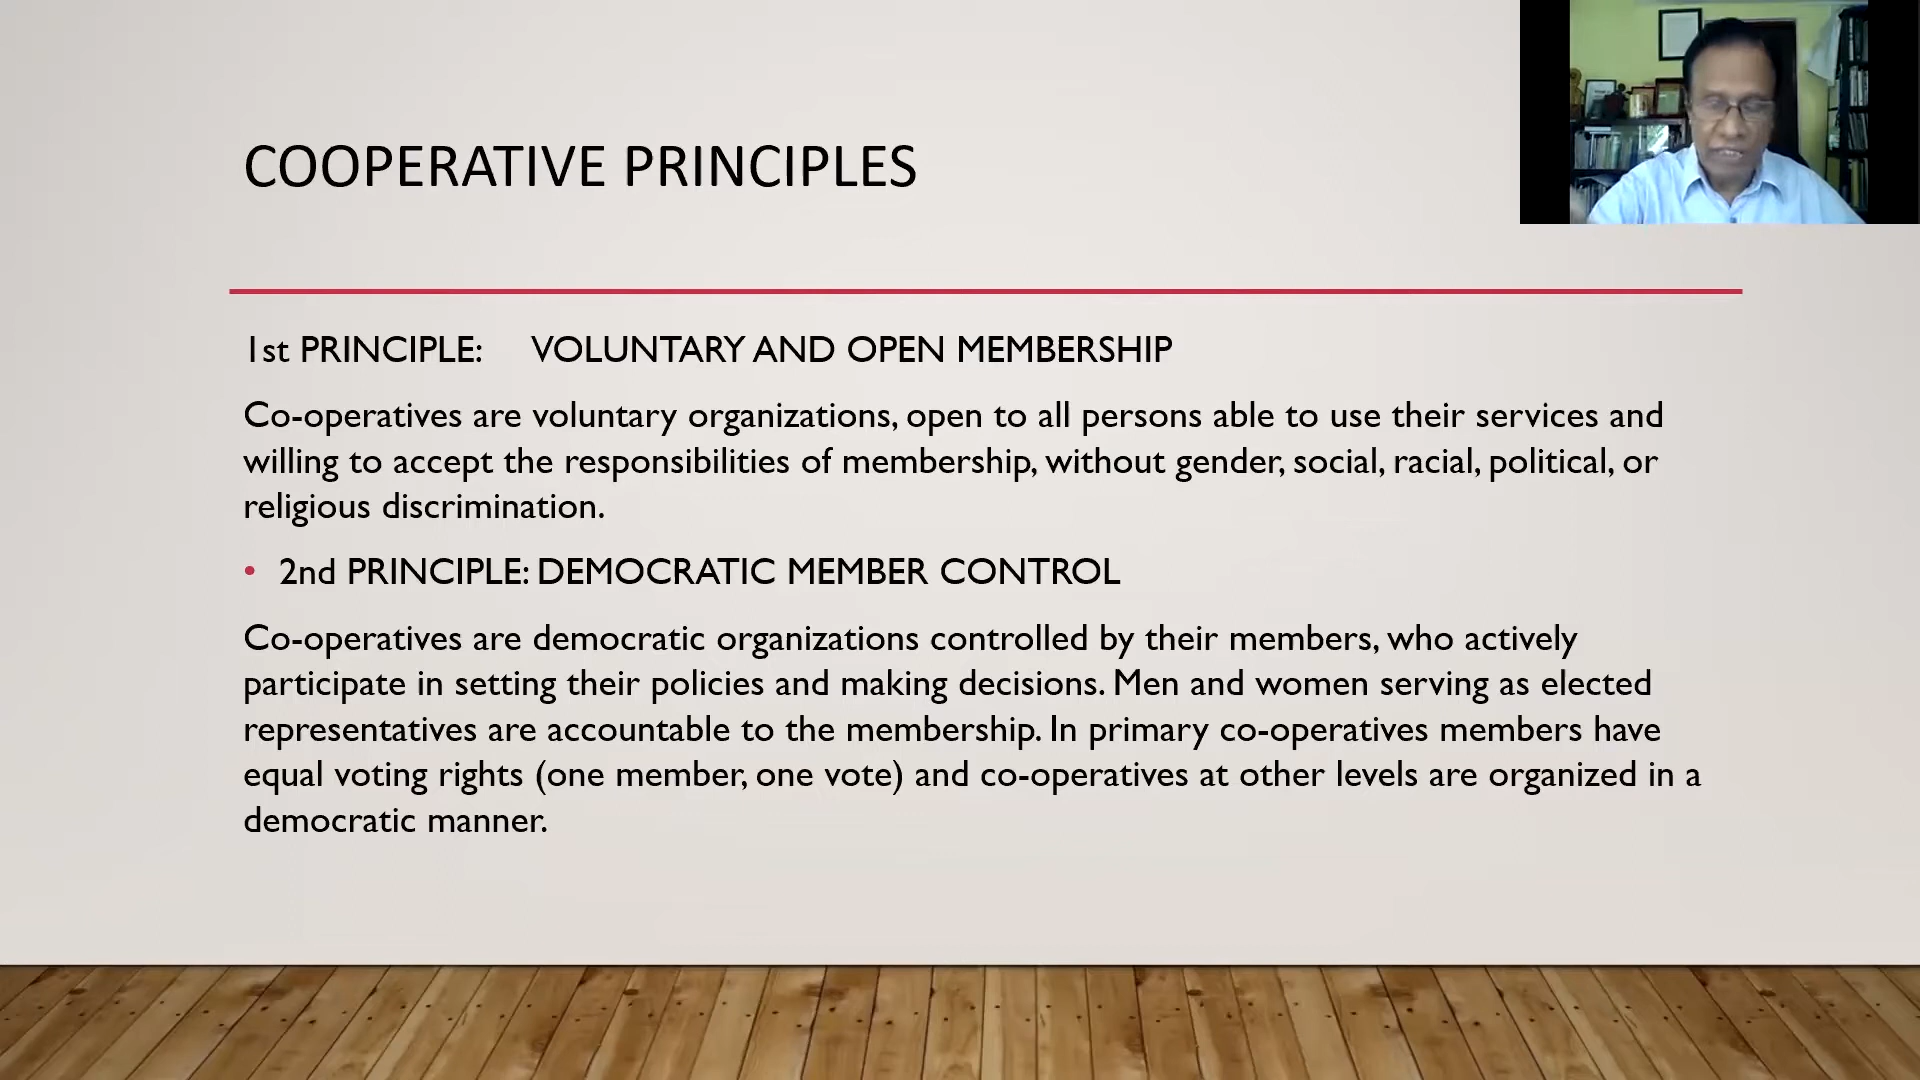 COOPERATIVE PRINCIPLES
1st PRINCIPLE: VOLUNTARY AND OPEN MEMBERSHIP
Co-operatives are voluntary organizations, open to all persons able to use their services and
willing to accept the responsibilities of membership, without gender, social, racial, political, or
religious discrimination.
• 2nd PRINCIPLE: DEMOCRATIC MEMBER CONTROL
Co-operatives are democratic organizations controlled by their members, who actively
participate in setting their policies and making decisions. Men and women serving as elected
representatives are accountable to the membership. In primary co-operatives members have
equal voting rights (one member, one vote) and co-operatives at other levels are organized in a
democratic manner.